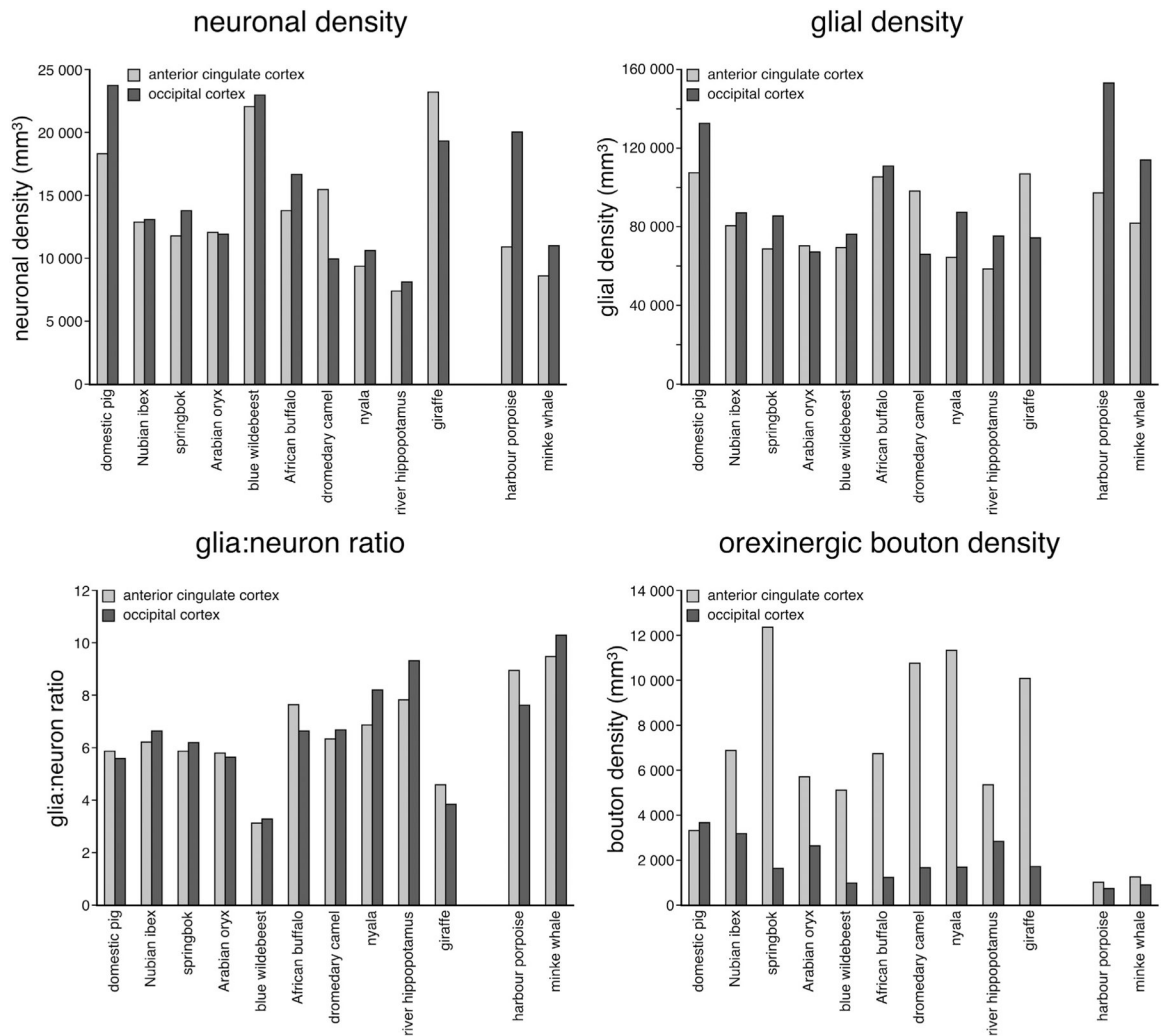 neuronal density
25 000
20 000
15 000
10 000
5 000
0
neuronal density (mm³)
anterior cingulate cortex
occipital cortex
domestic pig
Nubian ibex
springbok
Arabian oryx
blue wildebeest
African buffalo
dromedary camel
nyala
river hippopotamus
giraffe
harbour porpoise
minke whale
glial density
160 000
120 000
80 000
40 000
0
glial density (mm³)
anterior cingulate cortex
occipital cortex
domestic pig
Nubian ibex
springbok
Arabian oryx
blue wildebeest
African buffalo
dromedary camel
nyala
river hippopotamus
giraffe
harbour porpoise
minke whale
glia:neuron ratio
12
10
8
6
4
2
0
glia:neuron ratio
anterior cingulate cortex
occipital cortex
domestic pig
Nubian ibex
springbok
Arabian oryx
blue wildebeest
African buffalo
dromedary camel
nyala
river hippopotamus
giraffe
harbour porpoise
minke whale
orexinergic bouton density
14 000
12 000
10 000
8 000
6 000
4 000
2 000
0
bouton density (mm³)
anterior cingulate cortex
occipital cortex
domestic pig
Nubian ibex
springbok
Arabian oryx
blue wildebeest
African buffalo
dromedary camel
nyala
river hippopotamus
giraffe
harbour porpoise
minke whale